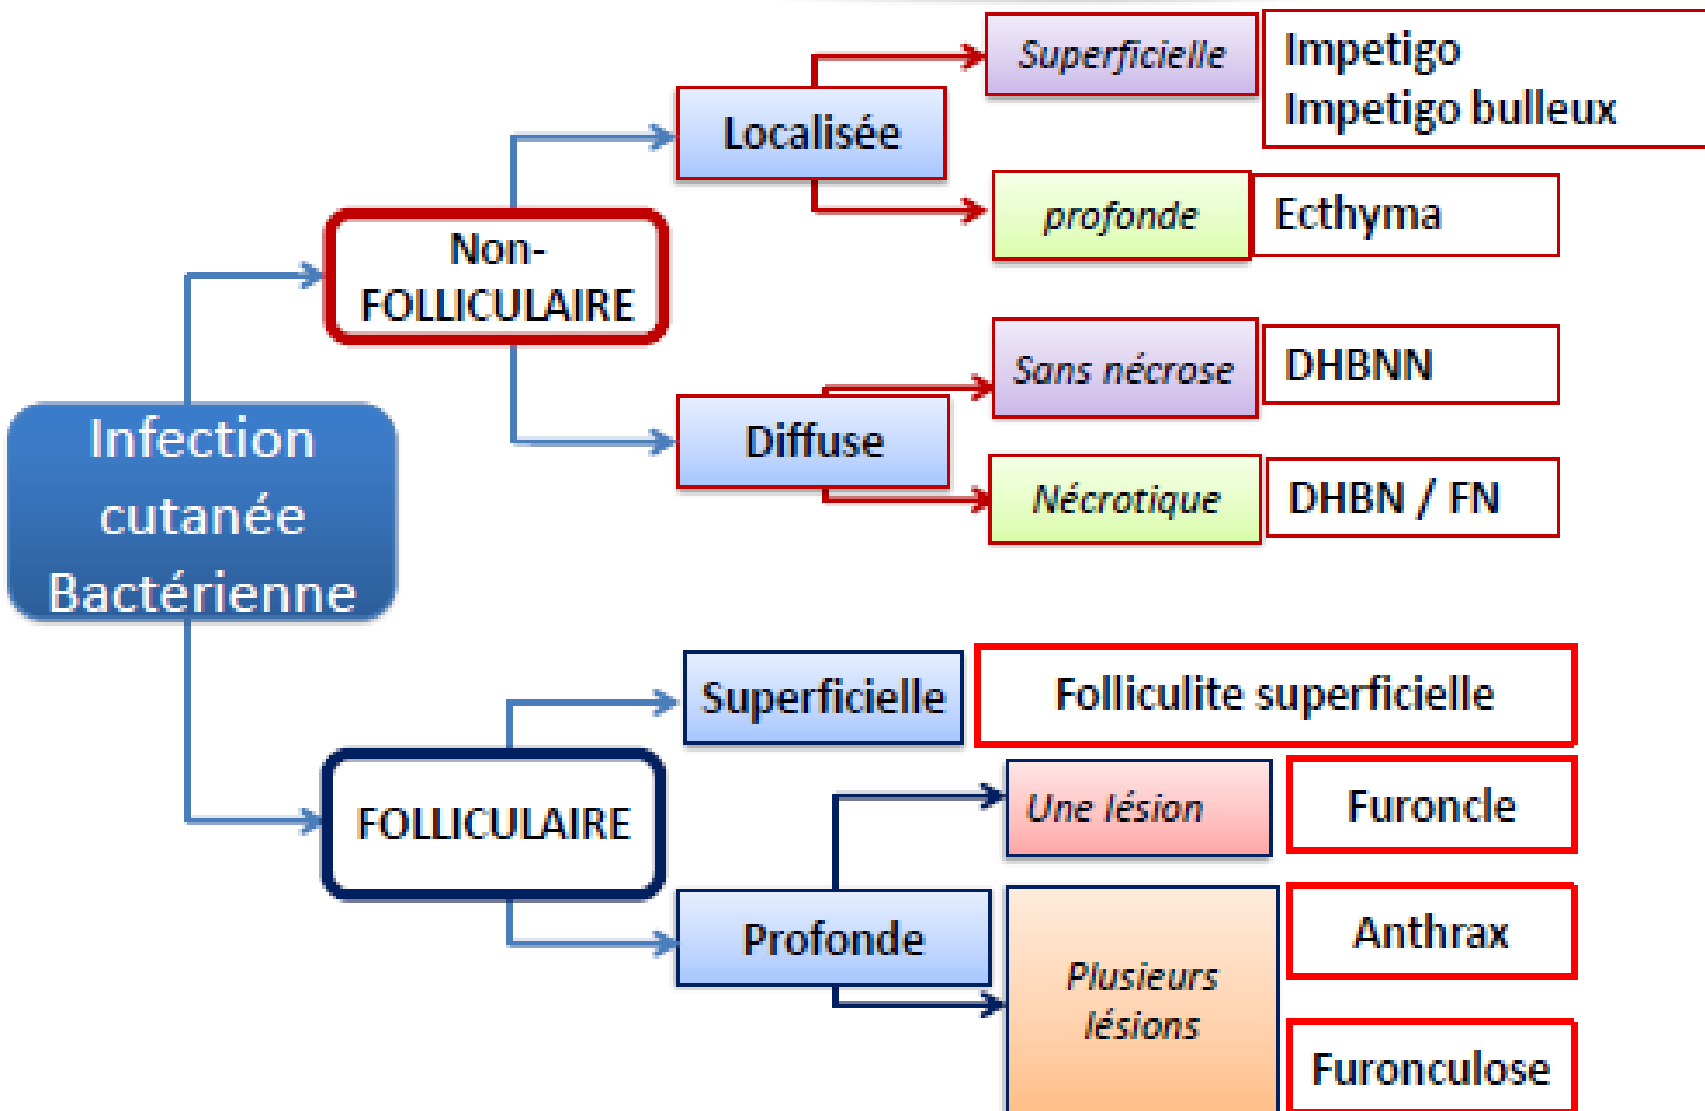 Infection
cutanée
Bactérienne
Non-
FOLLICULAIRE
Localisée
Superficielle
Impetigo
Impetigo bulleux
profonde
Ecthyma
Diffuse
Sans nécrose
DHBNN
Nécrotique
DHBN / FN
FOLLICULAIRE
Superficielle
Folliculite superficielle
Profonde
Une lésion
Furoncle
Plusieurs
lésions
Anthrax
Furonculose